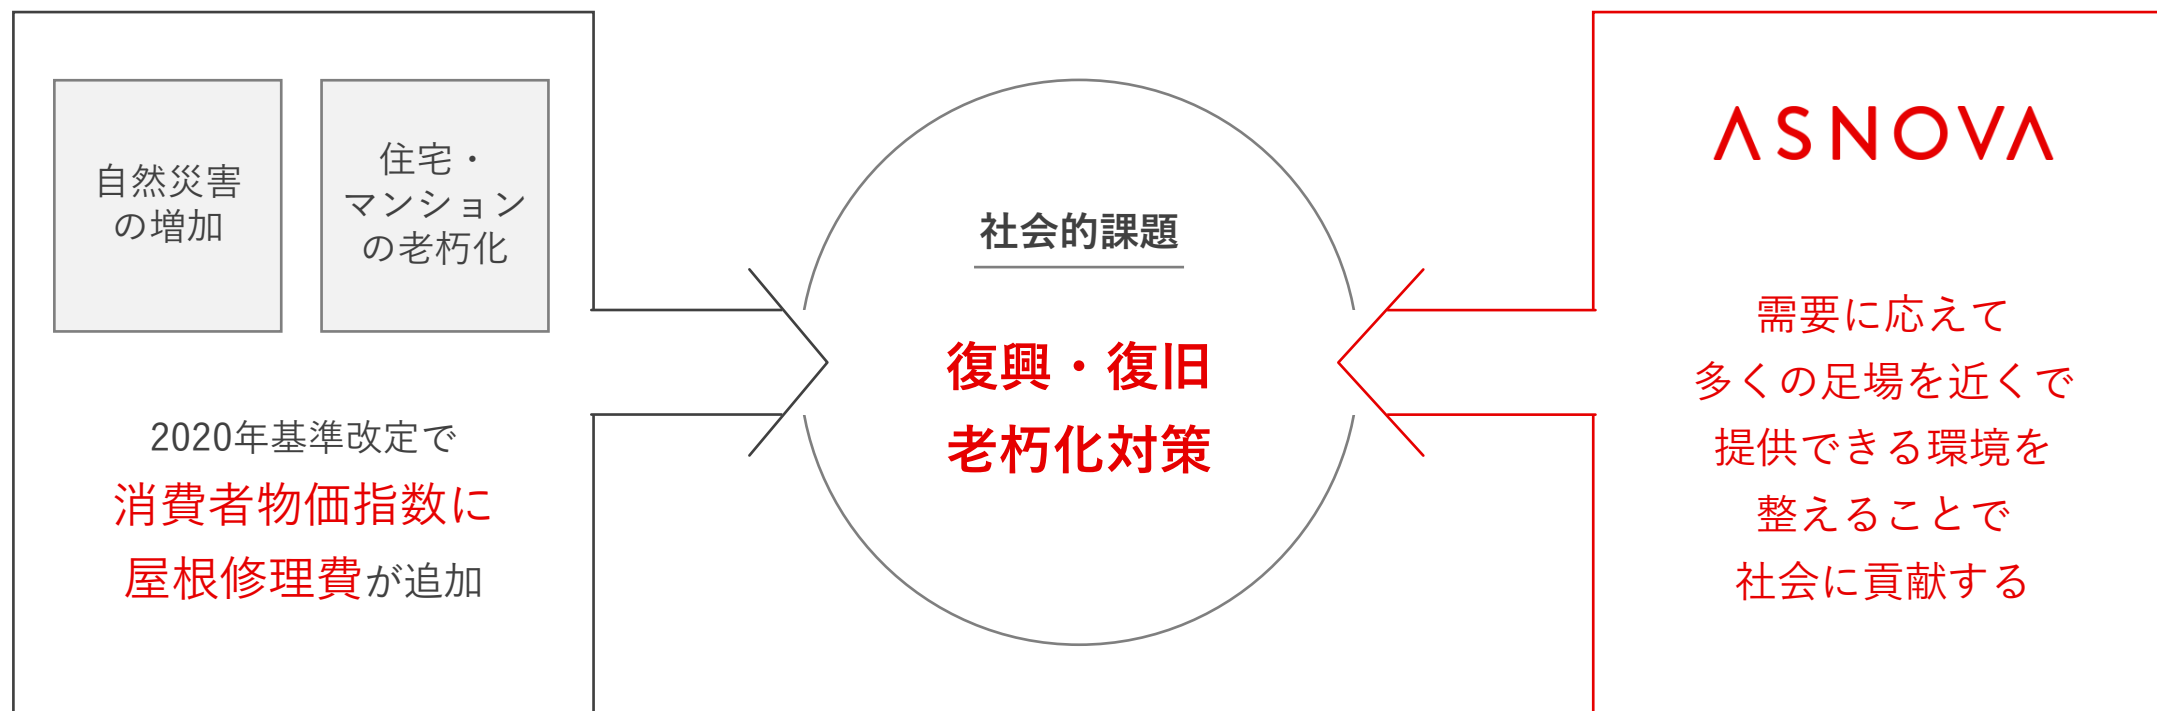 自然災害
の増加
住宅・
マンション
の老朽化
2020年基準改定で
消費者物価指数に
屋根修理費が追加
社会的課題
復興・復旧
老朽化対策
ASNOVA
需要に応えて
多くの足場を近くで
提供できる環境を
整えることで
社会に貢献する